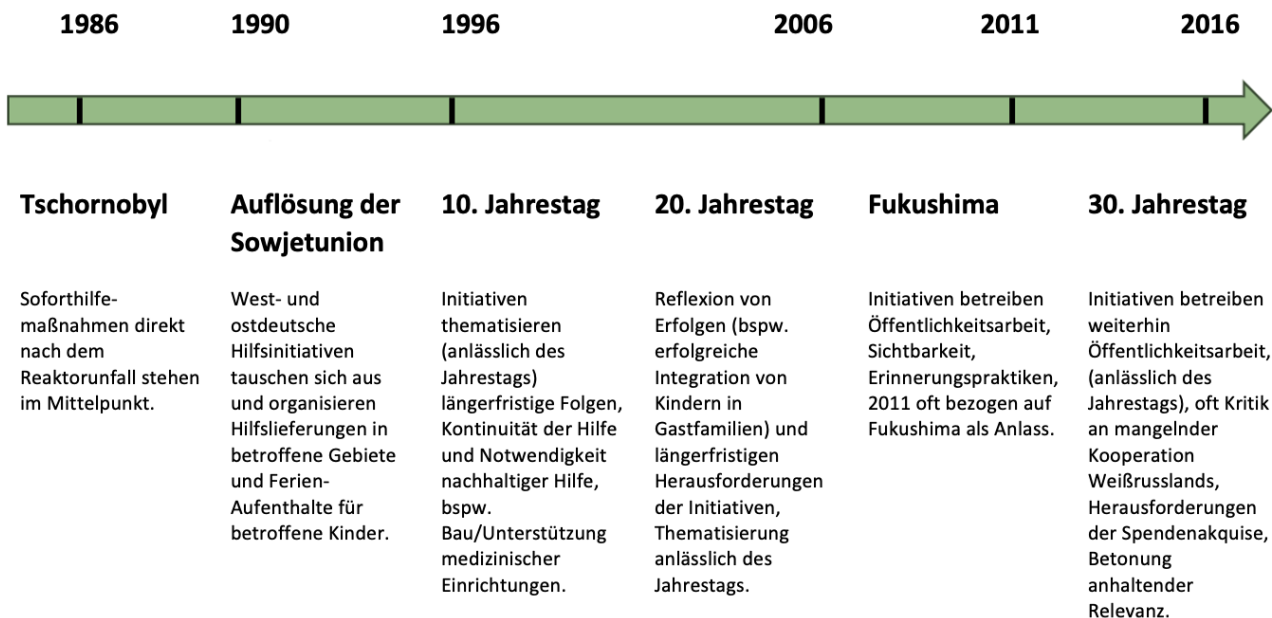 1986
1990
1996
2006
2011
2016
Tschornobyl
Soforthilfe-
maßnahmen direkt
nach dem
Reaktorunfall stehen
im Mittelpunkt.
Auflösung der
Sowjetunion
West- und
ostdeutsche
Hilfsinitiativen
tauschen sich aus
und organisieren
Hilfslieferungen in
betroffene Gebiete
und Ferien-
Aufenthalte für
betroffene Kinder.
10. Jahrestag
Initiativen
thematisieren
(anlässlich des
Jahrestags)
längerfristige Folgen,
Kontinuität der Hilfe
und Notwendigkeit
nachhaltiger Hilfe,
bspw.
Bau/Unterstützung
medizinischer
Einrichtungen.
20. Jahrestag
Reflexion von
Erfolgen (bspw.
erfolgreiche
Integration von
Kindern in
Gastfamilien) und
längerfristigen
Herausforderungen
der Initiativen,
Thematisierung
anlässlich des
Jahrestags.
Fukushima
Initiativen betreiben
Öffentlichkeitsarbeit,
Sichtbarkeit,
Erinnerungspraktiken,
2011 oft bezogen auf
Fukushima als Anlass.
30. Jahrestag
Initiativen betreiben
weiterhin
Öffentlichkeitsarbeit,
(anlässlich des
Jahrestags), oft Kritik
an mangelnder
Kooperation
Weißrusslands,
Herausforderungen
der Spendenakquise,
Betonung
anhaltender
Relevanz.